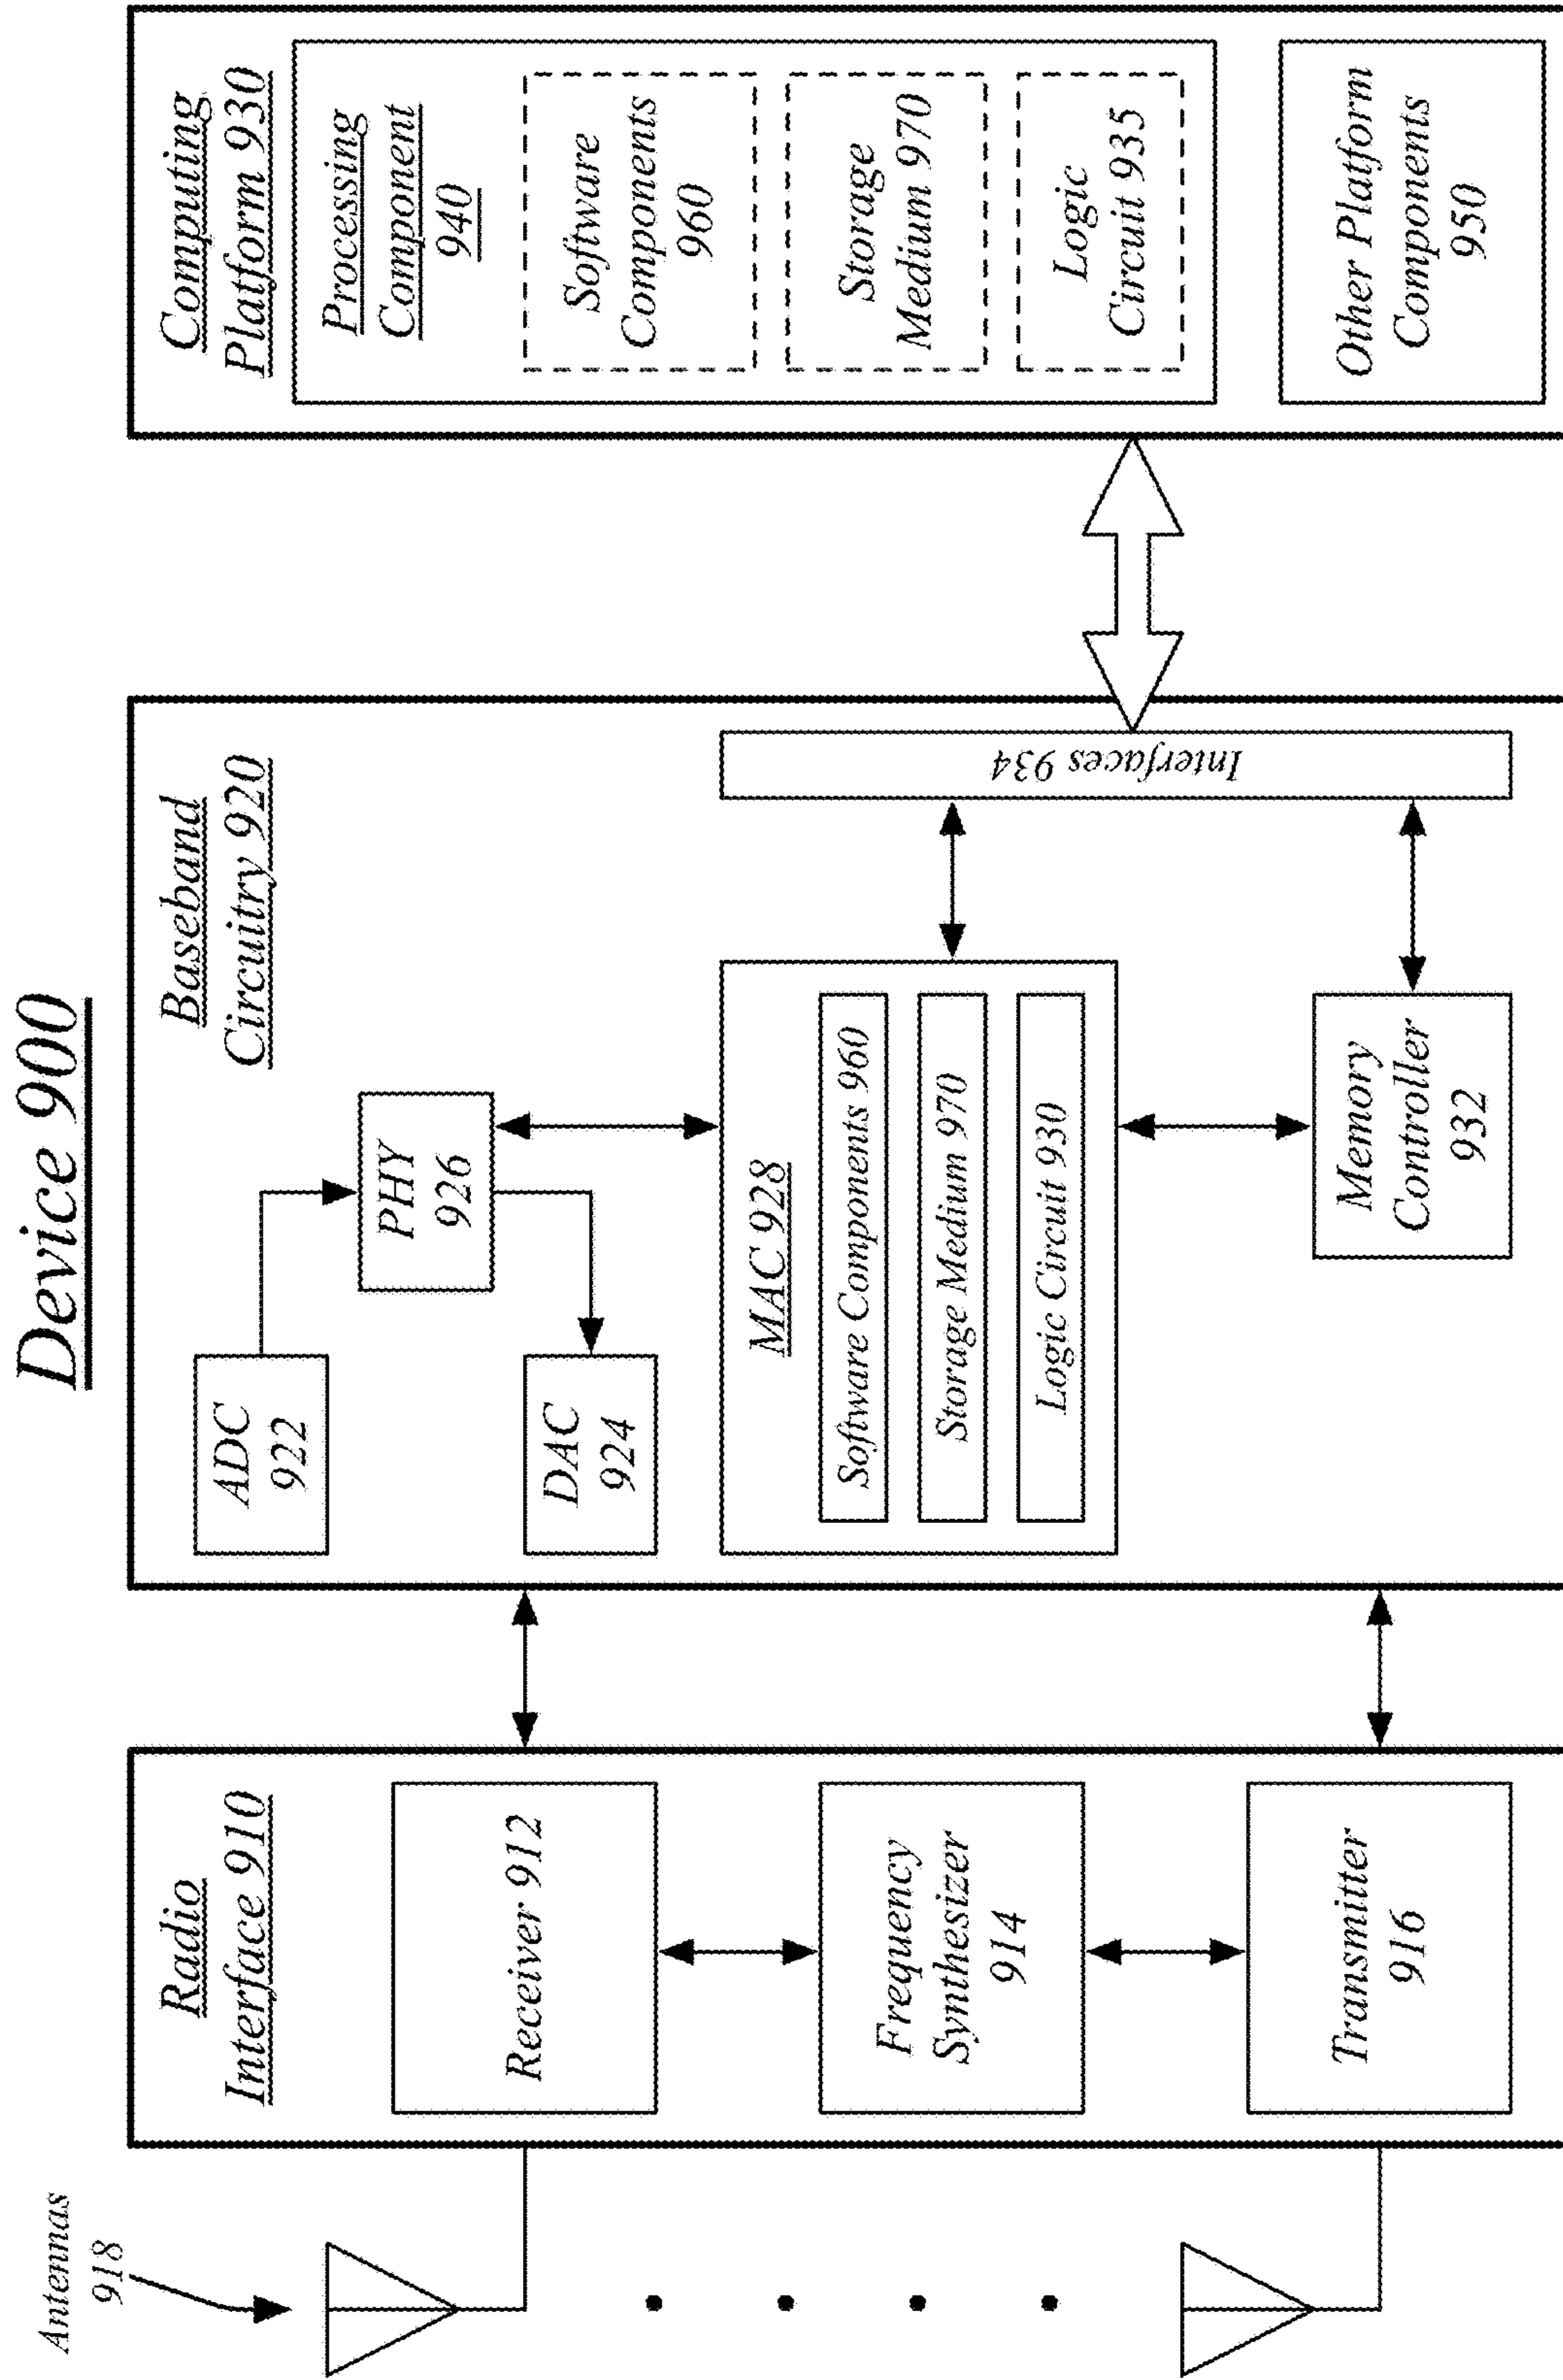 Device 900
Antennas
918
Radio
Interface 910
Receiver 912
Frequency
Synthesizer
914
Transmitter
916
Baseband
Circuitry 920
ADC
922
PHY
926
DAC
924
MAC 928
Software Components 960
Storage Medium 970
Logic Circuit 930
Memory
Controller
932
Interfaces 934
Computing
Platform 930
Processing
Component
940
Software
Components
960
Storage
Medium 970
Logic
Circuit 935
Other Platform
Components
950